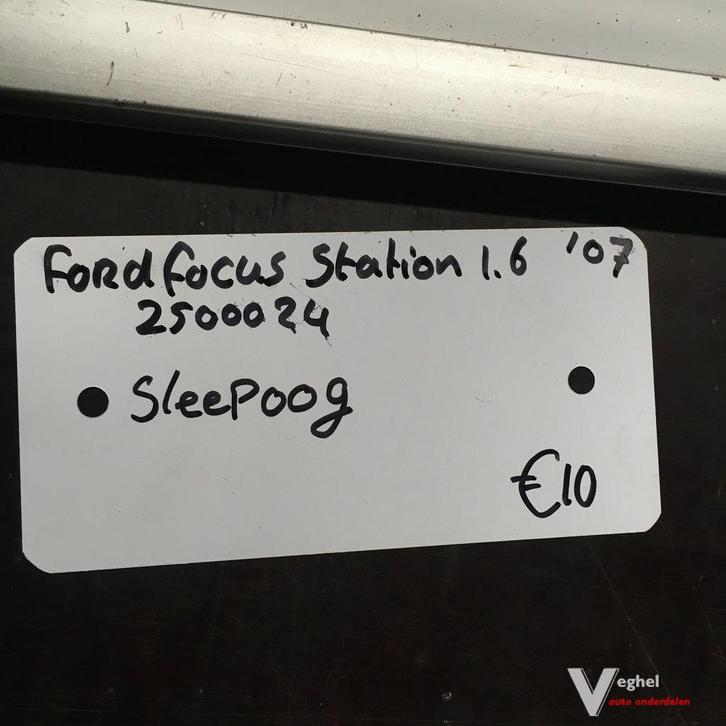 Ford focus Station 1.6 '07
2500024
Sleepoog
€10
Veghel
auto onderdelen